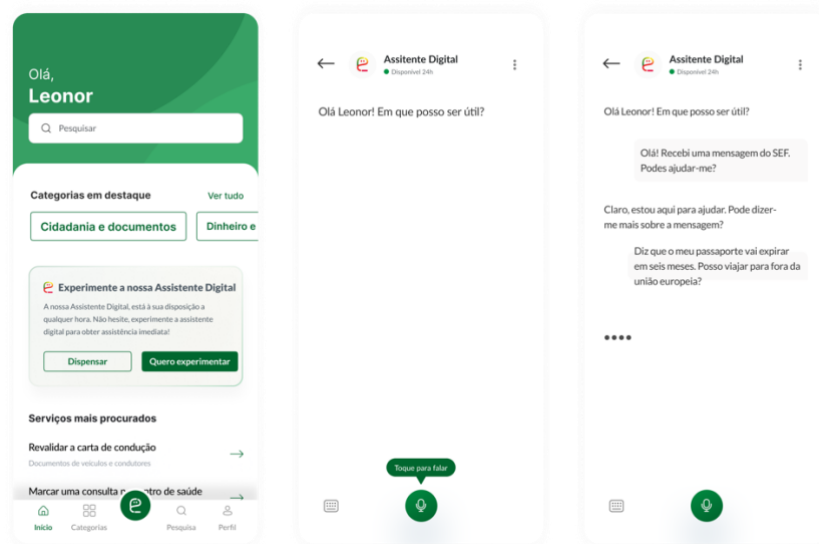 Olá,
Leonor
Pesquisar
Categorias em destaque
Ver tudo
Cidadania e documentos
Dinheiro e
Experimente a nossa Assistente Digital
A nossa Assistente Digital, está à sua disposição a
qualquer hora. Não hesite, experimente a assistente
digital para obter assistência imediata!
Dispensar
Quero experimentar
Serviços mais procurados
Revalidar a carta de condução
Documentos de veículos e condutores
Marcar uma consulta n tro de saúde
Início
Categorias
Pesquisa
Perfil
Assitente Digital
Disponível 24h
Olá Leonor! Em que posso ser útil?
Toque para falar
Assitente Digital
Disponível 24h
Olá Leonor! Em que posso ser útil?
Olá! Recebi uma mensagem do SEF.
Podes ajudar-me?
Claro, estou aqui para ajudar. Pode dizer-
me mais sobre a mensagem?
Diz que o meu passaporte vai expirar
em seis meses. Posso viajar para fora da
união europeia?